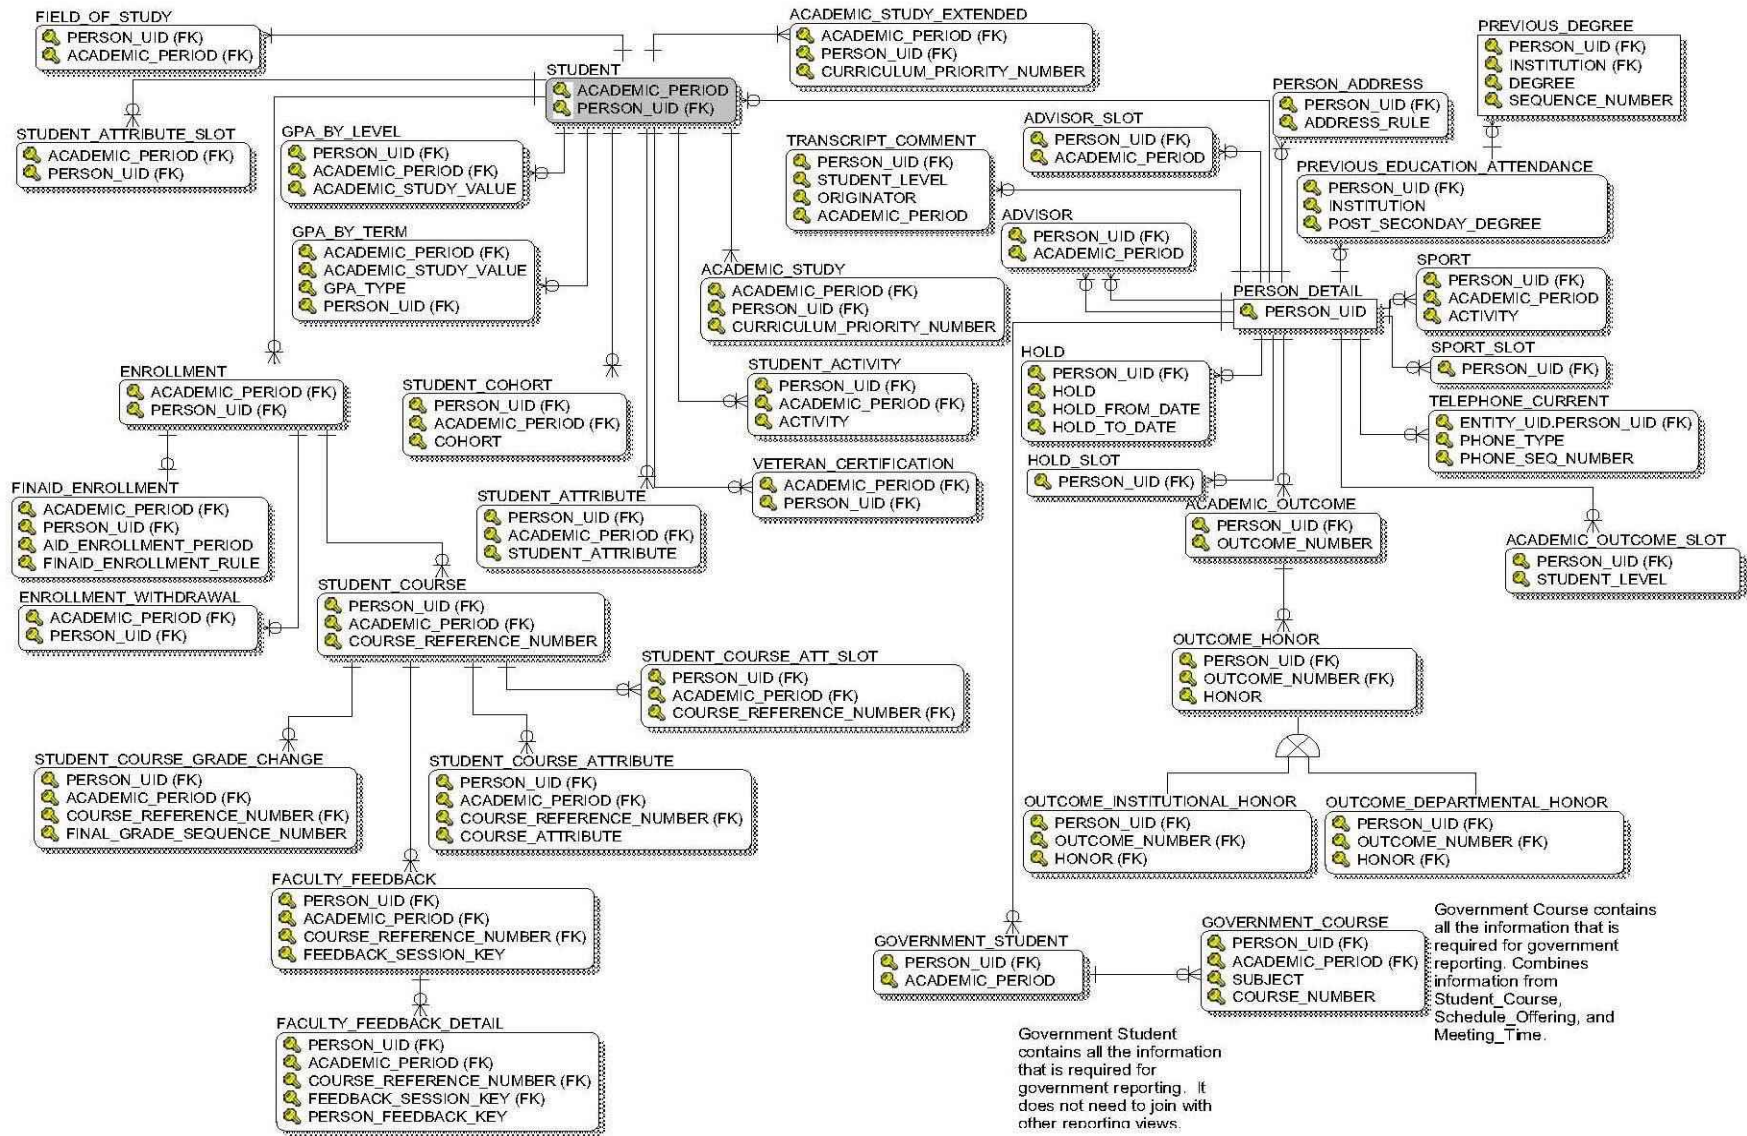 FIELD_OF_STUDY
PERSON_UID (FK)
ACADEMIC_PERIOD (FK)
ACADEMIC_STUDY_EXTENDED
ACADEMIC_PERIOD (FK)
PERSON_UID (FK)
CURRICULUM_PRIORITY_NUMBER
PREVIOUS_DEGREE
PERSON_UID (FK)
INSTITUTION (FK)
DEGREE
SEQUENCE_NUMBER
STUDENT
ACADEMIC_PERIOD
PERSON_UID (FK)
PERSON_ADDRESS
PERSON_UID (FK)
ADDRESS_RULE
STUDENT_ATTRIBUTE_SLOT
ACADEMIC_PERIOD (FK)
PERSON_UID (FK)
GPA_BY_LEVEL
PERSON_UID (FK)
ACADEMIC_PERIOD (FK)
ACADEMIC_STUDY_VALUE
TRANSCRIPT_COMMENT
PERSON_UID (FK)
STUDENT_LEVEL
ORIGINATOR
ACADEMIC_PERIOD
ADVISOR_SLOT
PERSON_UID (FK)
ACADEMIC_PERIOD
PREVIOUS_EDUCATION_ATTENDANCE
PERSON_UID (FK)
INSTITUTION
POST_SECONDAY_DEGREE
GPA_BY_TERM
ACADEMIC_PERIOD (FK)
ACADEMIC_STUDY_VALUE
GPA_TYPE
PERSON_UID (FK)
ADVISOR
PERSON_UID (FK)
ACADEMIC_PERIOD
ACADEMIC_STUDY
ACADEMIC_PERIOD (FK)
PERSON_UID (FK)
CURRICULUM_PRIORITY_NUMBER
PERSON_DETAIL
PERSON_UID
SPORT
PERSON_UID (FK)
ACADEMIC_PERIOD
ACTIVITY
ENROLLMENT
ACADEMIC_PERIOD (FK)
PERSON_UID (FK)
STUDENT_COHORT
PERSON_UID (FK)
ACADEMIC_PERIOD (FK)
COHORT
STUDENT_ACTIVITY
PERSON_UID (FK)
ACADEMIC_PERIOD (FK)
ACTIVITY
HOLD
PERSON_UID (FK)
HOLD
HOLD_FROM_DATE
HOLD_TO_DATE
SPORT_SLOT
PERSON_UID (FK)
TELEPHONE_CURRENT
ENTITY_UID.PERSON_UID (FK)
PHONE_TYPE
PHONE_SEQ_NUMBER
FINAID_ENROLLMENT
ACADEMIC_PERIOD (FK)
PERSON_UID (FK)
AID_ENROLLMENT_PERIOD
FINAID_ENROLLMENT_RULE
STUDENT_ATTRIBUTE
PERSON_UID (FK)
ACADEMIC_PERIOD (FK)
STUDENT_ATTRIBUTE
VETERAN_CERTIFICATION
ACADEMIC_PERIOD (FK)
PERSON_UID (FK)
HOLD_SLOT
PERSON_UID (FK)
ACADEMIC_OUTCOME
PERSON_UID (FK)
OUTCOME_NUMBER
ACADEMIC_OUTCOME_SLOT
PERSON_UID (FK)
STUDENT_LEVEL
ENROLLMENT_WITHDRAWAL
ACADEMIC_PERIOD (FK)
PERSON_UID (FK)
STUDENT_COURSE
PERSON_UID (FK)
ACADEMIC_PERIOD (FK)
COURSE_REFERENCE_NUMBER
STUDENT_COURSE_ATT_SLOT
PERSON_UID (FK)
ACADEMIC_PERIOD (FK)
COURSE_REFERENCE_NUMBER (FK)
OUTCOME_HONOR
PERSON_UID (FK)
OUTCOME_NUMBER (FK)
HONOR
STUDENT_COURSE_GRADE_CHANGE
PERSON_UID (FK)
ACADEMIC_PERIOD (FK)
COURSE_REFERENCE_NUMBER (FK)
FINAL_GRADE_SEQUENCE_NUMBER
STUDENT_COURSE_ATTRIBUTE
PERSON_UID (FK)
ACADEMIC_PERIOD (FK)
COURSE_REFERENCE_NUMBER (FK)
COURSE_ATTRIBUTE
OUTCOME_INSTITUTIONAL_HONOR
PERSON_UID (FK)
OUTCOME_NUMBER (FK)
HONOR (FK)
OUTCOME_DEPARTMENTAL_HONOR
PERSON_UID (FK)
OUTCOME_NUMBER (FK)
HONOR (FK)
FACULTY_FEEDBACK
PERSON_UID (FK)
ACADEMIC_PERIOD (FK)
COURSE_REFERENCE_NUMBER (FK)
FEEDBACK_SESSION_KEY
GOVERNMENT_STUDENT
PERSON_UID (FK)
ACADEMIC_PERIOD
GOVERNMENT_COURSE
PERSON_UID (FK)
ACADEMIC_PERIOD (FK)
SUBJECT
COURSE_NUMBER
Government Course contains
all the information that is
required for government
reporting. Combines
information from
Student_Course,
Schedule_Offering, and
Meeting_Time.
FACULTY_FEEDBACK_DETAIL
PERSON_UID (FK)
ACADEMIC_PERIOD (FK)
COURSE_REFERENCE_NUMBER (FK)
FEEDBACK_SESSION_KEY (FK)
PERSON_FEEDBACK_KEY
Government Student
contains all the information
that is required for
government reporting. It
does not need to join with
other reporting views.